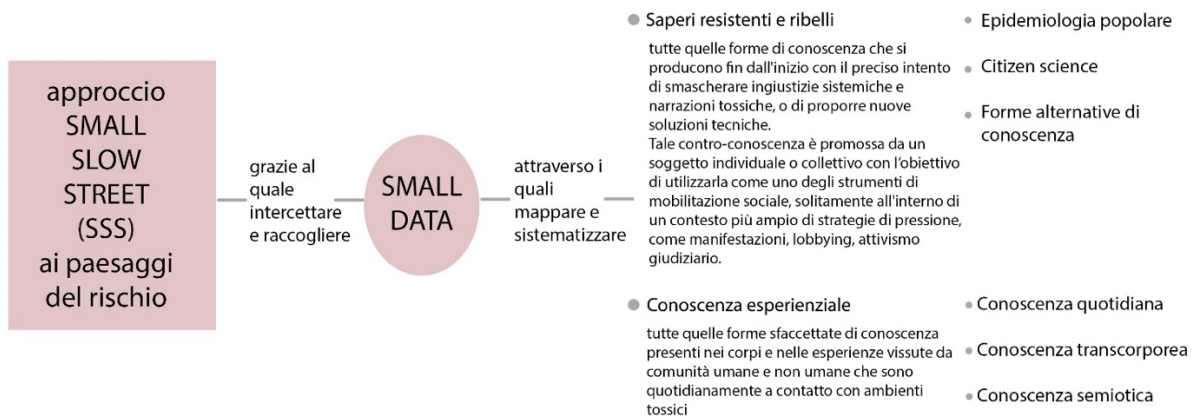 approccio
SMALL
SLOW
STREET
(SSS)
ai paesaggi
del rischio
grazie al
quale
intercettare
e raccogliere
SMALL
DATA
attraverso i
quali
mappare e
sistematizzare
Saperi resistenti e ribelli
tutte quelle forme di conoscenza che si
producono fin dall'inizio con il preciso intento
di smascherare ingiustizie sistemiche e
narrazioni tossiche, o di proporre nuove
soluzioni tecniche.
Tale contro-conoscenza è promossa da un
soggetto individuale o collettivo con l'obiettivo
di utilizzarla come uno degli strumenti di
mobilitazione sociale, solitamente all'interno di
un contesto più ampio di strategie di pressione,
come manifestazioni, lobbying, attivismo
giudiziario.
Epidemiologia popolare
Citizen science
Forme alternative di
conoscenza
Conoscenza esperienziale
tutte quelle forme sfaccettate di conoscenza
presenti nei corpi e nelle esperienze vissute da
comunità umane e non umane che sono
quotidianamente a contatto con ambienti
tossici
Conoscenza quotidiana
Conoscenza transcorporea
Conoscenza semiotica